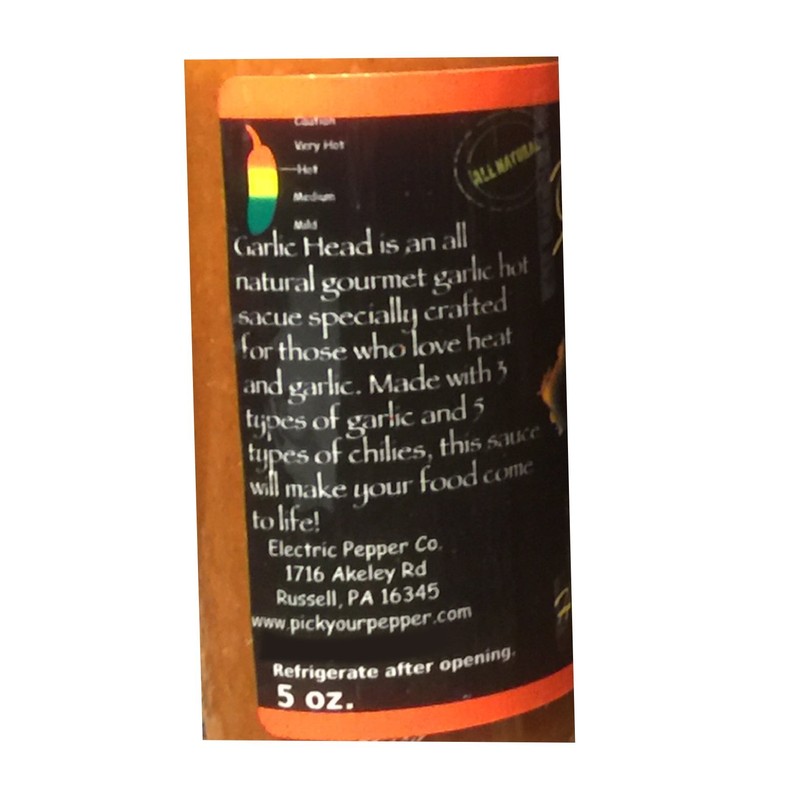 Caution
Very Hot
Hot
Medium
Mild
ALL NATURAL
Garlic Head is an all
natural gourmet garlic hot
sacue specially crafted
for those who love heat
and garlic. Made with 3
types of garlic and 5
types of chilies, this sauce
will make your food come
to life!
Electric Pepper Co.
1716 Akeley Rd
Russell, PA 16345
www.pickyourpepper.com
Refrigerate after opening.
5 oz.